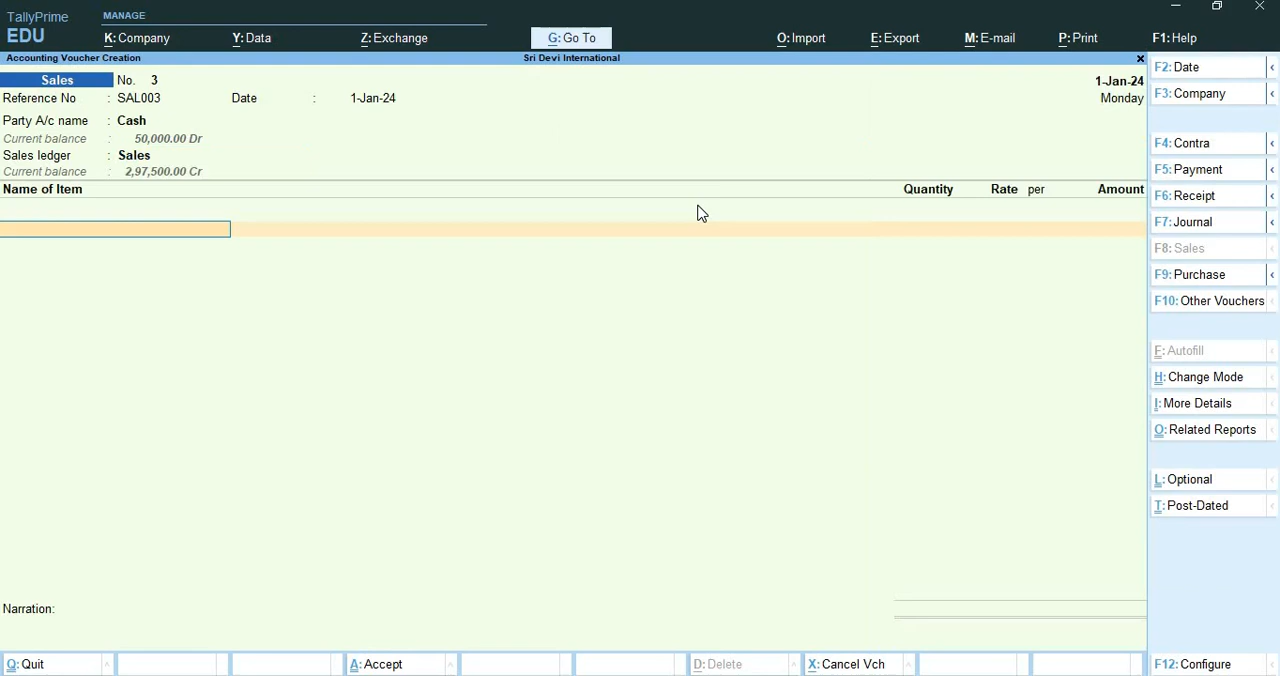 TallyPrime MANAGE
EDU K:Company Y:Data Z:Exchange G:Go To O:Import E:Export M:E-mail P:Print F1:Help
Accounting Voucher Creation Sri Devi International
Sales No. 3 1-Jan-24
Reference No : SAL003 Date : 1-Jan-24 Monday
Party A/c name : Cash
Current balance : 50,000.00 Dr
Sales ledger : Sales
Current balance : 2,97,500.00 Cr
Name of Item Quantity Rate per Amount
Narration:
Q:Quit A:Accept D:Delete X:Cancel Vch
F2:Date
F3:Company
F4:Contra
F5:Payment
F6:Receipt
F7:Journal
F8:Sales
F9:Purchase
F10:Other Vouchers
F:Autofill
H:Change Mode
I:More Details
O:Related Reports
L:Optional
T:Post-Dated
F12:Configure